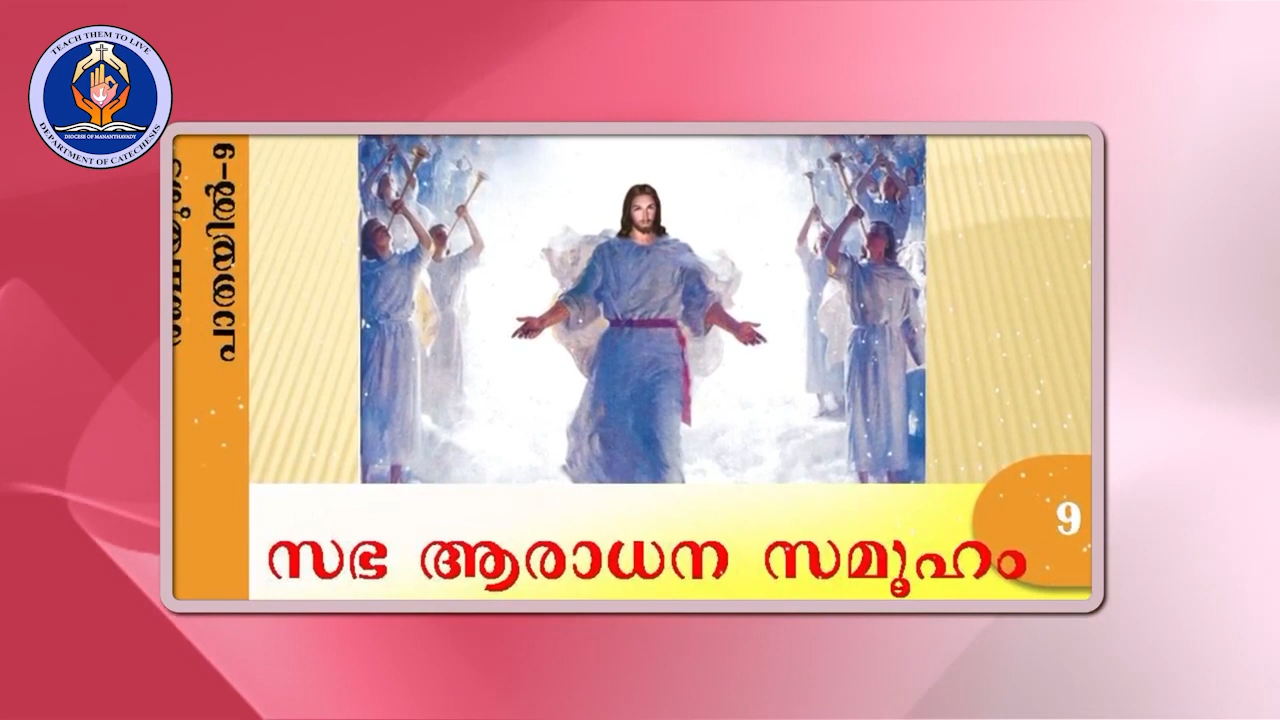 TEACH THEM TO LIVE
DIOCESE OF MANANTHAVADY
DEPARTMENT OF CATECHESIS
പാതയിൽ-9
9
സഭ ആരാധന സമൂഹം